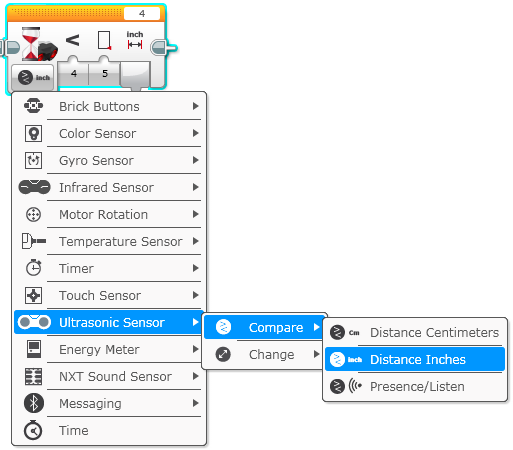 4
<
inch
inch
4
5
Brick Buttons
Color Sensor
Gyro Sensor
Infrared Sensor
Motor Rotation
Temperature Sensor
Timer
Touch Sensor
Ultrasonic Sensor
Compare
Cm Distance Centimeters
Energy Meter
Change
inch Distance Inches
NXT Sound Sensor
Presence/Listen
Messaging
Time